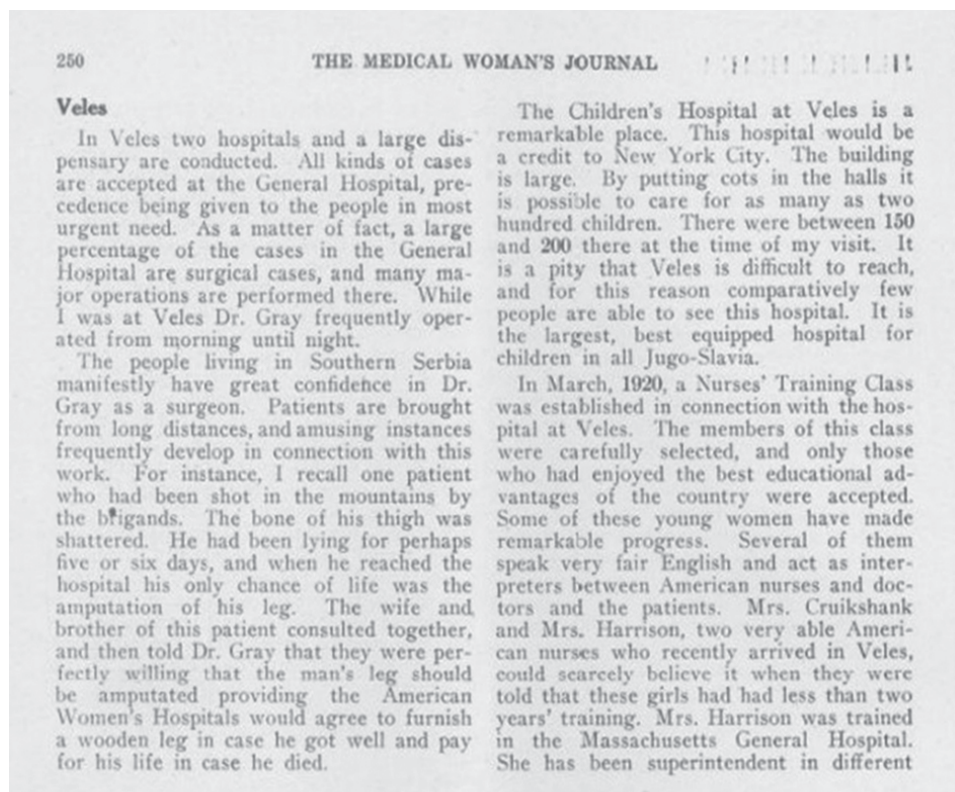 250
THE MEDICAL WOMAN'S JOURNAL
Veles
In Veles two hospitals and a large dis-
pensary are conducted. All kinds of cases
are accepted at the General Hospital, pre-
cedence being given to the people in most
urgent need. As a matter of fact, a large
percentage of the cases in the General
Hospital are surgical cases, and many ma-
jor operations are performed there. While
I was at Veles Dr. Gray frequently oper-
ated from morning until night.
The people living in Southern Serbia
manifestly have great confidence in Dr.
Gray as a surgeon. Patients are brought
from long distances, and amusing instances
frequently develop in connection with this
work. For instance, I recall one patient
who had been shot in the mountains by
the brigands. The bone of his thigh was
shattered. He had been lying for perhaps
five or six days, and when he reached the
hospital his only chance of life was the
amputation of his leg. The wife and
brother of this patient consulted together,
and then told Dr. Gray that they were per-
fectly willing that the man's leg should
be amputated providing the American
Women's Hospitals would agree to furnish
a wooden leg in case he got well and pay
for his life in case he died.
The Children's Hospital at Veles is a
remarkable place. This hospital would be
a credit to New York City. The building
is large. By putting cots in the halls it
is possible to care for as many as two
hundred children. There were between 150
and 200 there at the time of my visit. It
is a pity that Veles is difficult to reach,
and for this reason comparatively few
people are able to see this hospital. It is
the largest, best equipped hospital for
children in all Jugo-Slavia.
In March, 1920, a Nurses' Training Class
was established in connection with the hos-
pital at Veles. The members of this class
were carefully selected, and only those
who had enjoyed the best educational ad-
vantages of the country were accepted.
Some of these young women have made
remarkable progress. Several of them
speak very fair English and act as inter-
preters between American nurses and doc-
tors and the patients. Mrs. Cruikshank
and Mrs. Harrison, two very able Ameri-
can nurses who recently arrived in Veles,
could scarcely believe it when they were
told that these girls had had less than two
years' training. Mrs. Harrison was trained
in the Massachusetts General Hospital.
She has been superintendent in different